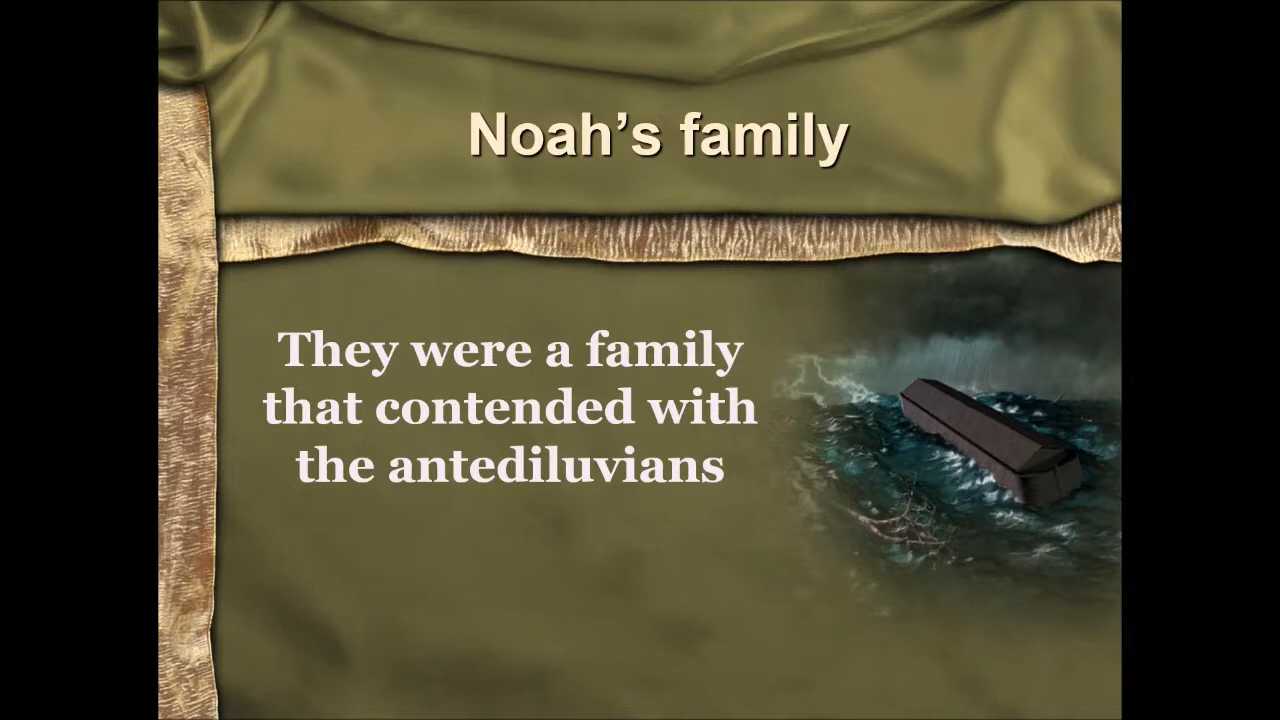 Noah’s family
They were a family
that contended with
the antediluvians